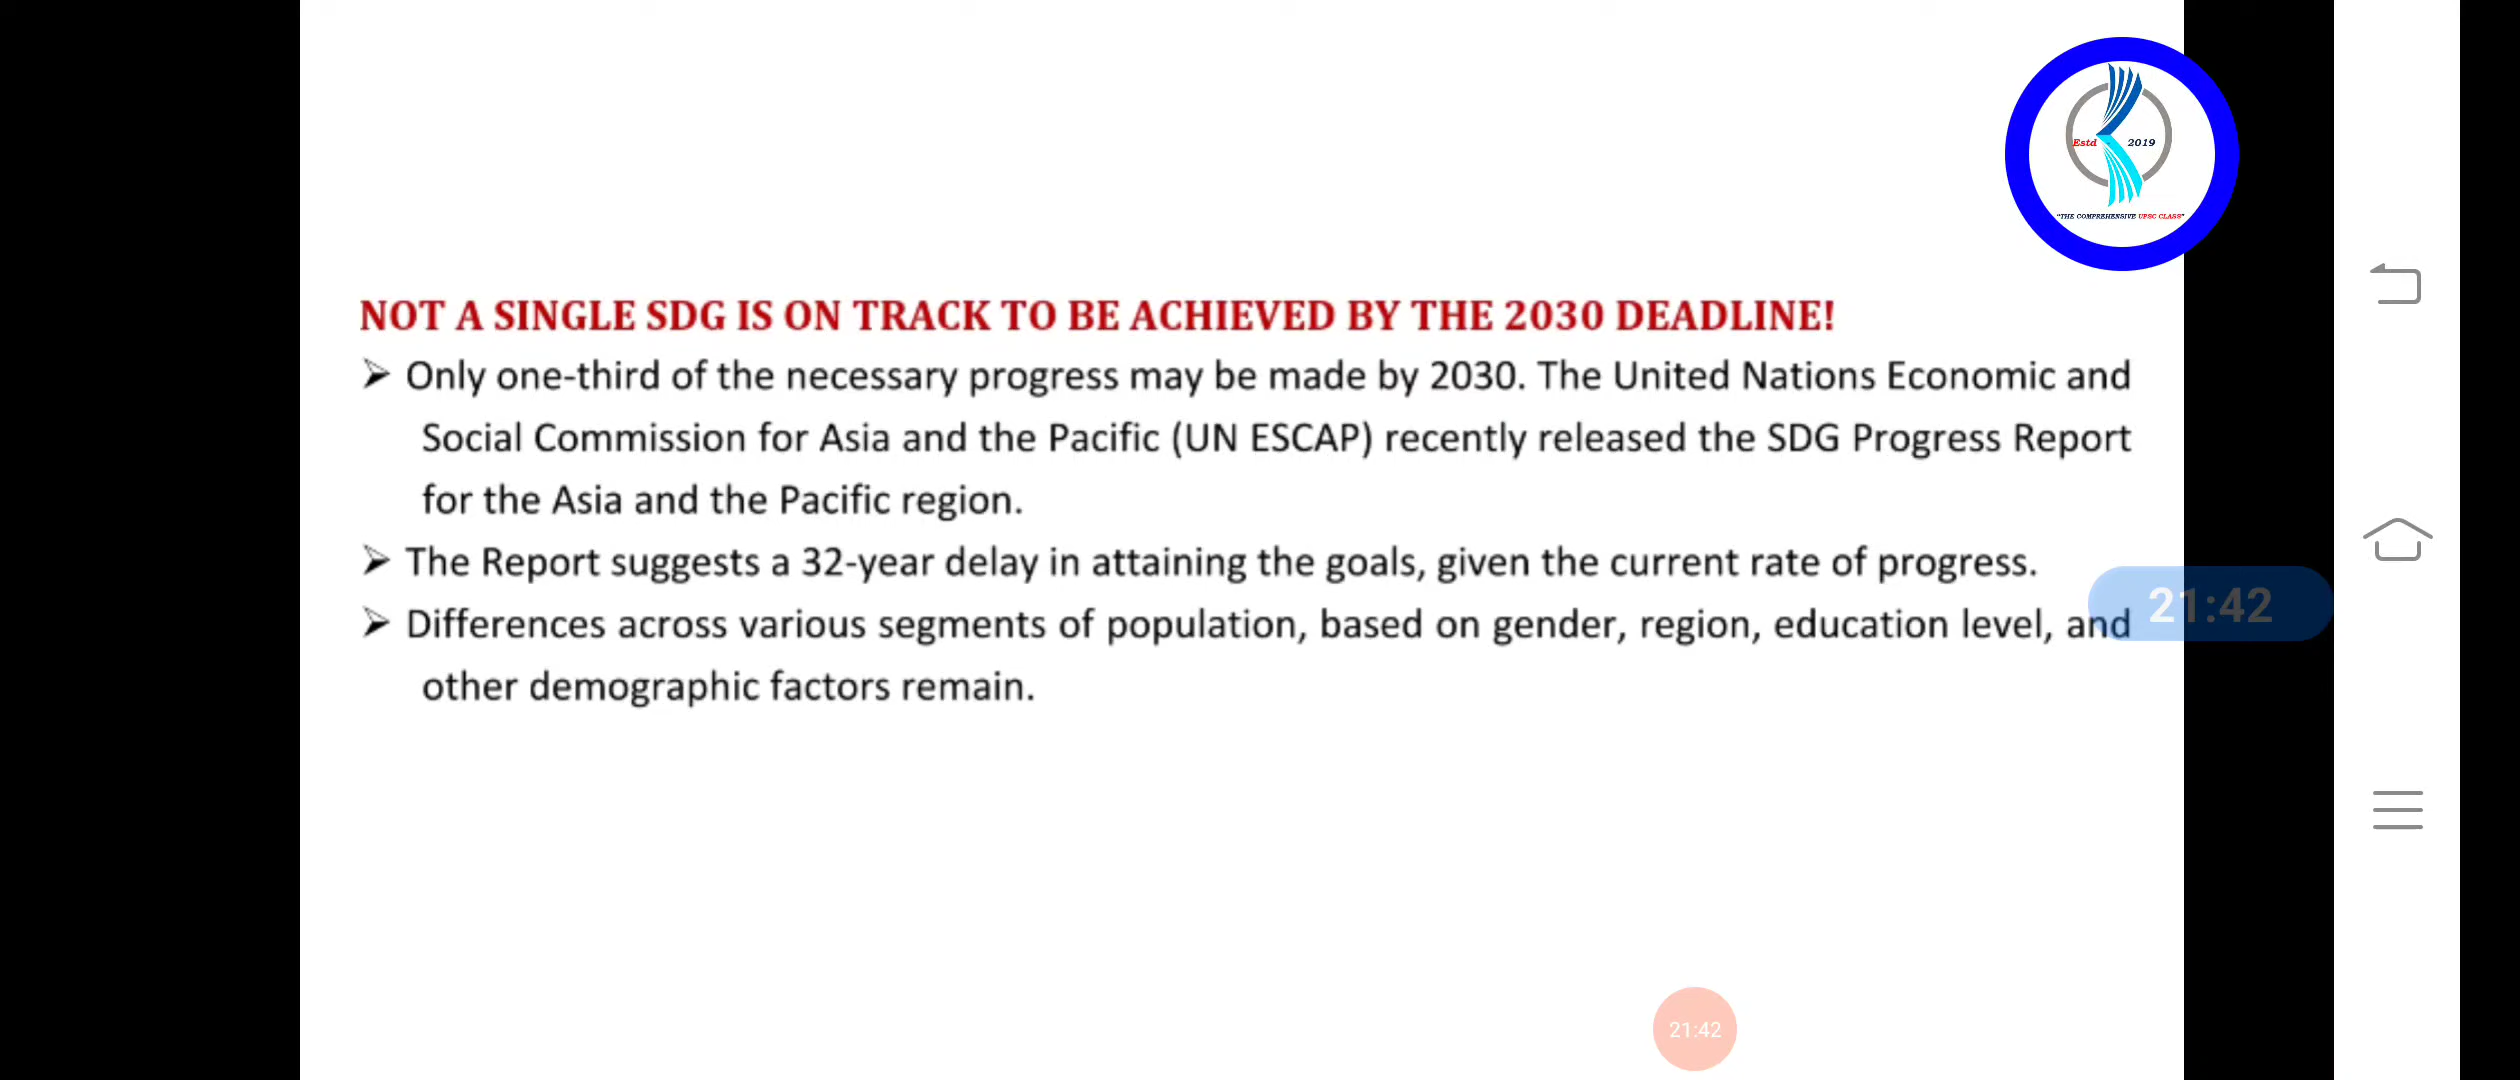 Estd 2019
"THE COMPREHENSIVE UPSC CLASS"
NOT A SINGLE SDG IS ON TRACK TO BE ACHIEVED BY THE 2030 DEADLINE!
➢ Only one-third of the necessary progress may be made by 2030. The United Nations Economic and
Social Commission for Asia and the Pacific (UN ESCAP) recently released the SDG Progress Report
for the Asia and the Pacific region.
➢ The Report suggests a 32-year delay in attaining the goals, given the current rate of progress.
➢ Differences across various segments of population, based on gender, region, education level, and
other demographic factors remain.
21:42
21:42